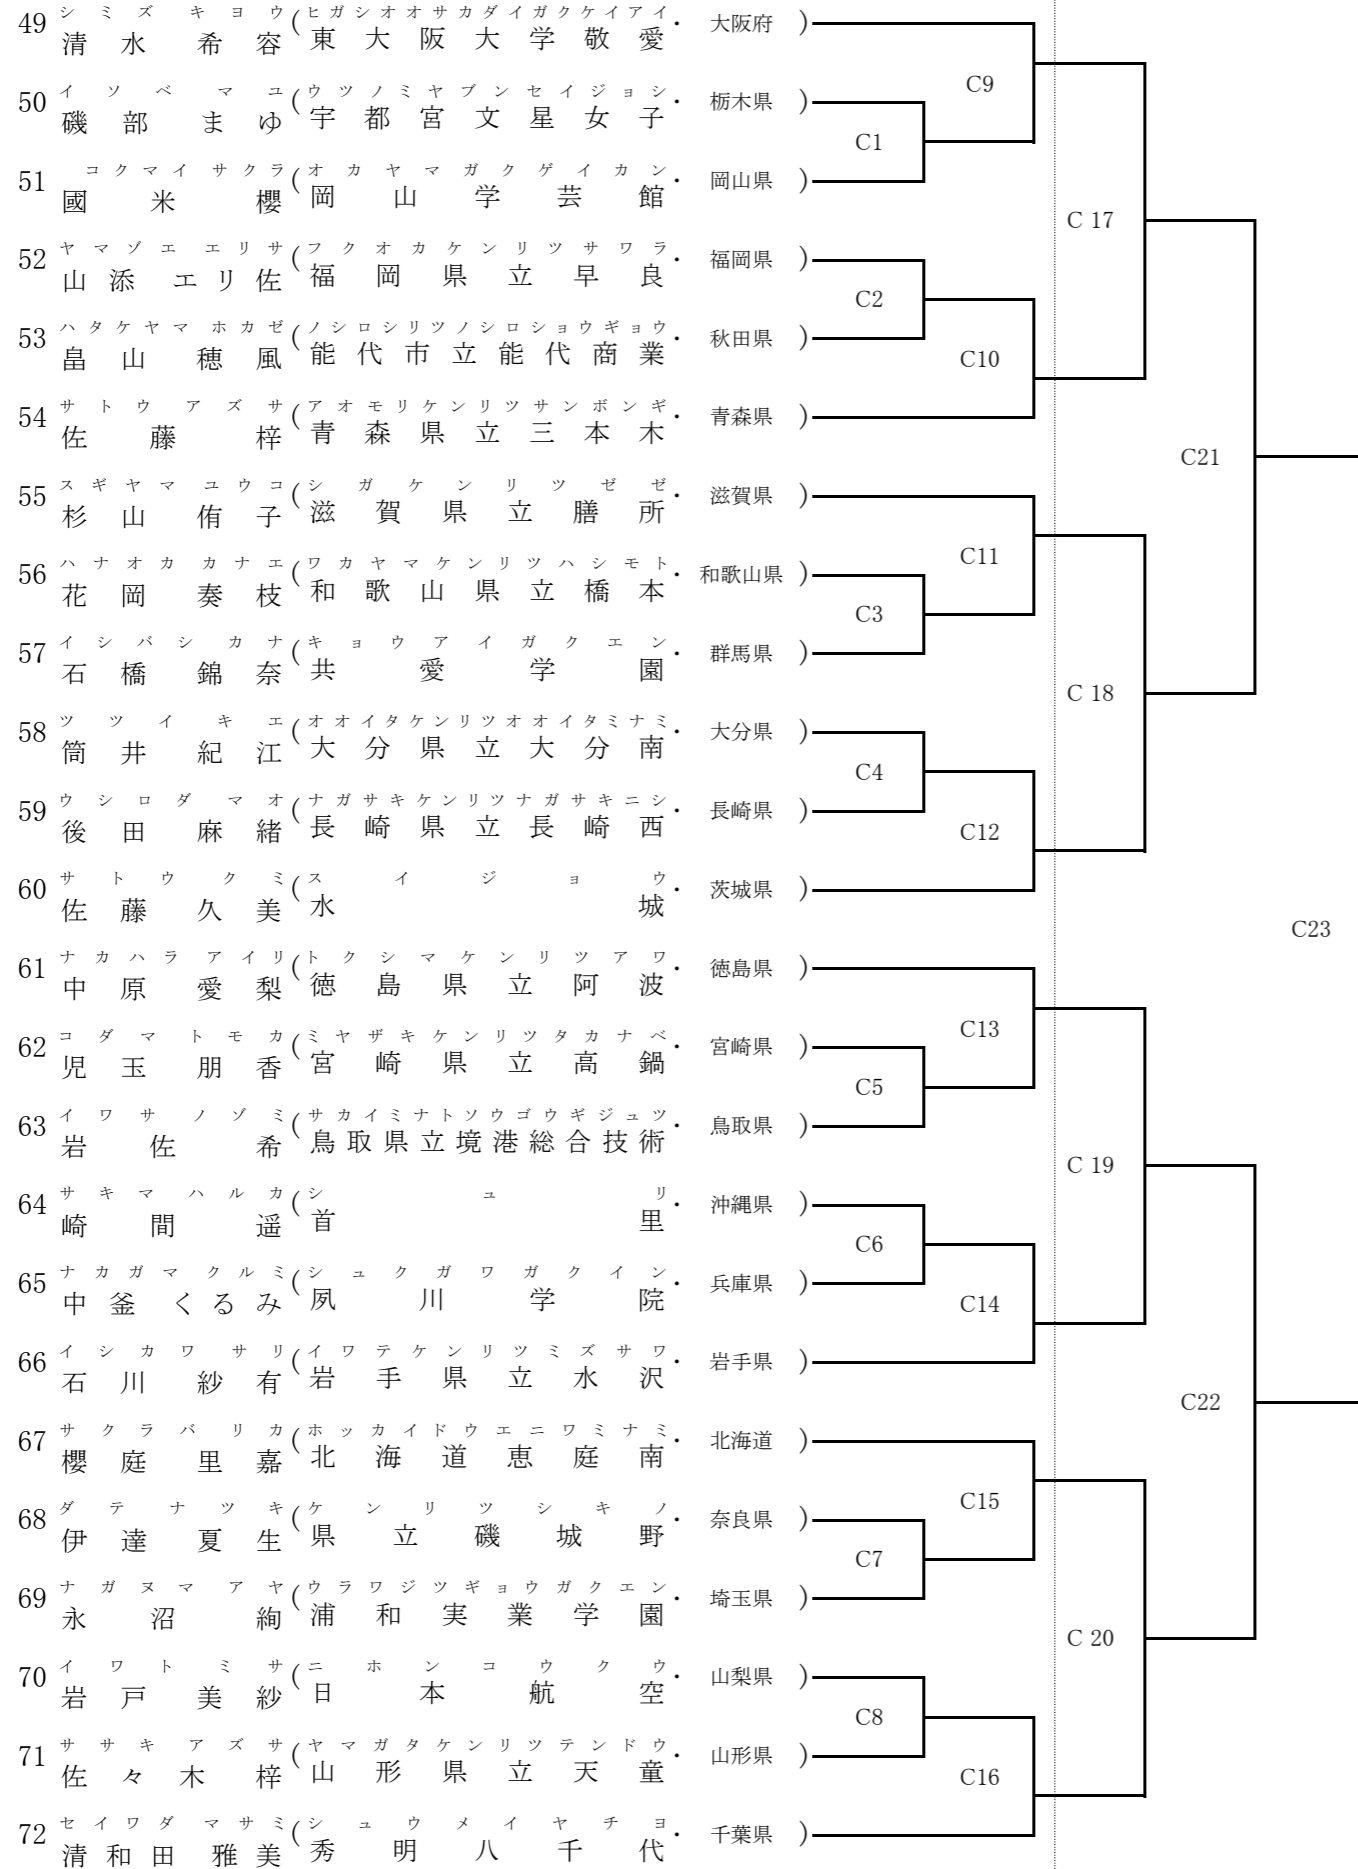 シミズ キヨウ ヒガシオオサカダイガクケイアイ
49 清水 希容 (東大阪大学敬愛・ 大阪府 )
C9
イソベ マユ ウツノミヤブンセイジョシ
50 磯部 まゆ (宇都宮文星女子・ 栃木県 )
C1
コクマイ サクラ オカヤマガクゲイカン
51 國米 櫻 (岡山学芸館・ 岡山県 )
C 17
ヤマゾエ エリサ フクオカケンリツサワラ
52 山添 エリ佐 (福岡県立早良・ 福岡県 )
C2
ハタケヤマ ホカゼ ノシロシリツノシロショウギョウ
53 畠山 穂風 (能代市立能代商業・ 秋田県 )
C10
サトウ アズサ アオモリケンリツサンボンギ
54 佐藤 梓 (青森県立三本木・ 青森県 )
C21
スギヤマ ユウコ シガケンリツゼゼ
55 杉山 侑子 (滋賀県立膳所・ 滋賀県 )
C11
ハナオカ カナエ ワカヤマケンリツハシモト
56 花岡 奏枝 (和歌山県立橋本・ 和歌山県 )
C3
イシバシ カナ キョウアイガクエン
57 石橋 錦奈 (共愛学園・ 群馬県 )
C 18
ツツイ キエ オオイタケンリツオオイタミナミ
58 筒井 紀江 (大分県立大分南・ 大分県 )
C4
ウシロダ マオ ナガサキケンリツナガサキニシ
59 後田 麻緒 (長崎県立長崎西・ 長崎県 )
C12
サトウ クミ スイジョウ
60 佐藤 久美 (水城・ 茨城県 )
C23
ナカハラ アイリ トクシマケンリツアワ
61 中原 愛梨 (徳島県立阿波・ 徳島県 )
C13
コダマ トモカ ミヤザキケンリツタカナベ
62 児玉 朋香 (宮崎県立高鍋・ 宮崎県 )
C5
イワサ ノゾミ サカイミナトソウゴウギジュツ
63 岩佐 希 (鳥取県立境港総合技術・ 鳥取県 )
C 19
サキマ ハルカ シュリ
64 崎間 遥 (首里・ 沖縄県 )
C6
ナカガマ クルミ シュクガワガクイン
65 中釜 くるみ (夙川学院・ 兵庫県 )
C14
イシカワ サリ イワテケンリツミズサワ
66 石川 紗有 (岩手県立水沢・ 岩手県 )
C22
サクラバ リカ ホッカイドウエニワミナミ
67 櫻庭 里嘉 (北海道恵庭南・ 北海道 )
C15
ダテ ナツキ ケンリツシキノ
68 伊達 夏生 (県立磯城野・ 奈良県 )
C7
ナガヌマ アヤ ウラワジツギョウガクエン
69 永沼 絢 (浦和実業学園・ 埼玉県 )
C 20
イワト ミサ ニホンコウクウ
70 岩戸 美紗 (日本航空・ 山梨県 )
C8
ササキ アズサ ヤマガタケンリツテンドウ
71 佐々木 梓 (山形県立天童・ 山形県 )
C16
セイワダ マサミ シュウメイヤチヨ
72 清和田 雅美 (秀明八千代・ 千葉県 )